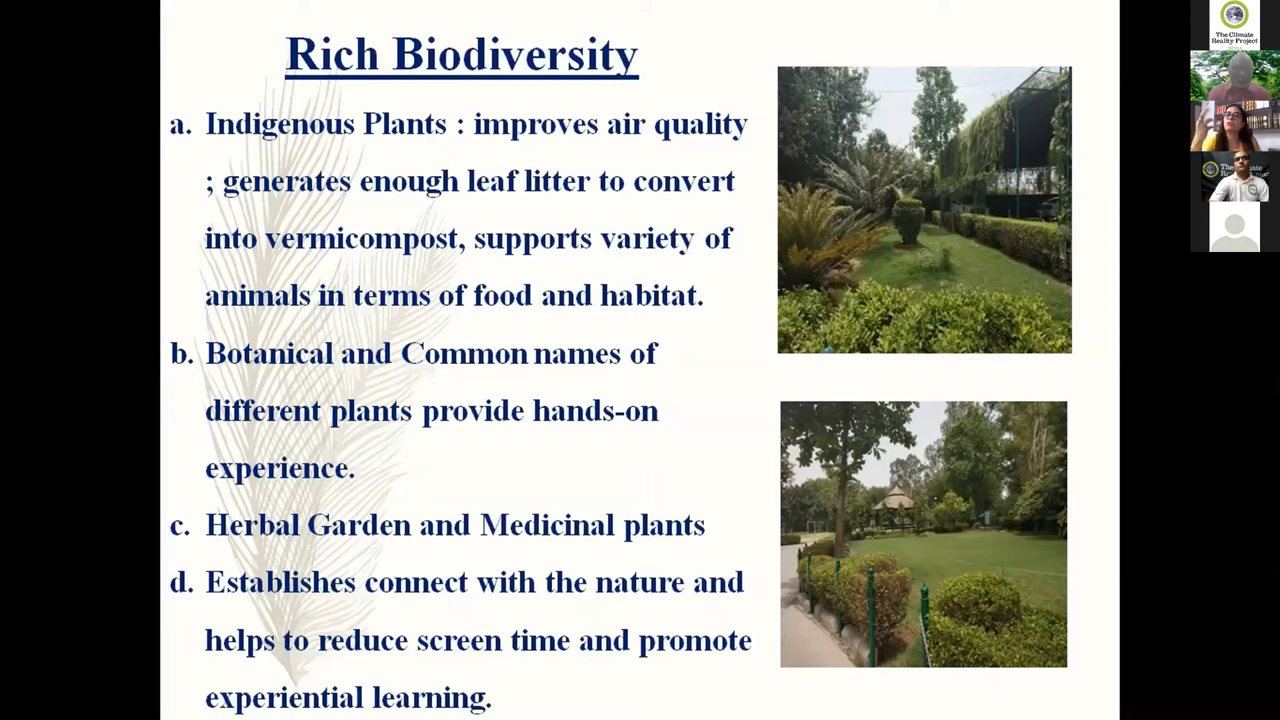 Rich Biodiversity
a. Indigenous Plants : improves air quality
; generates enough leaf litter to convert
into vermicompost, supports variety of
animals in terms of food and habitat.
b. Botanical and Common names of
different plants provide hands-on
experience.
c. Herbal Garden and Medicinal plants
d. Establishes connect with the nature and
helps to reduce screen time and promote
experiential learning.
The Climate
Reality Project
INDIA